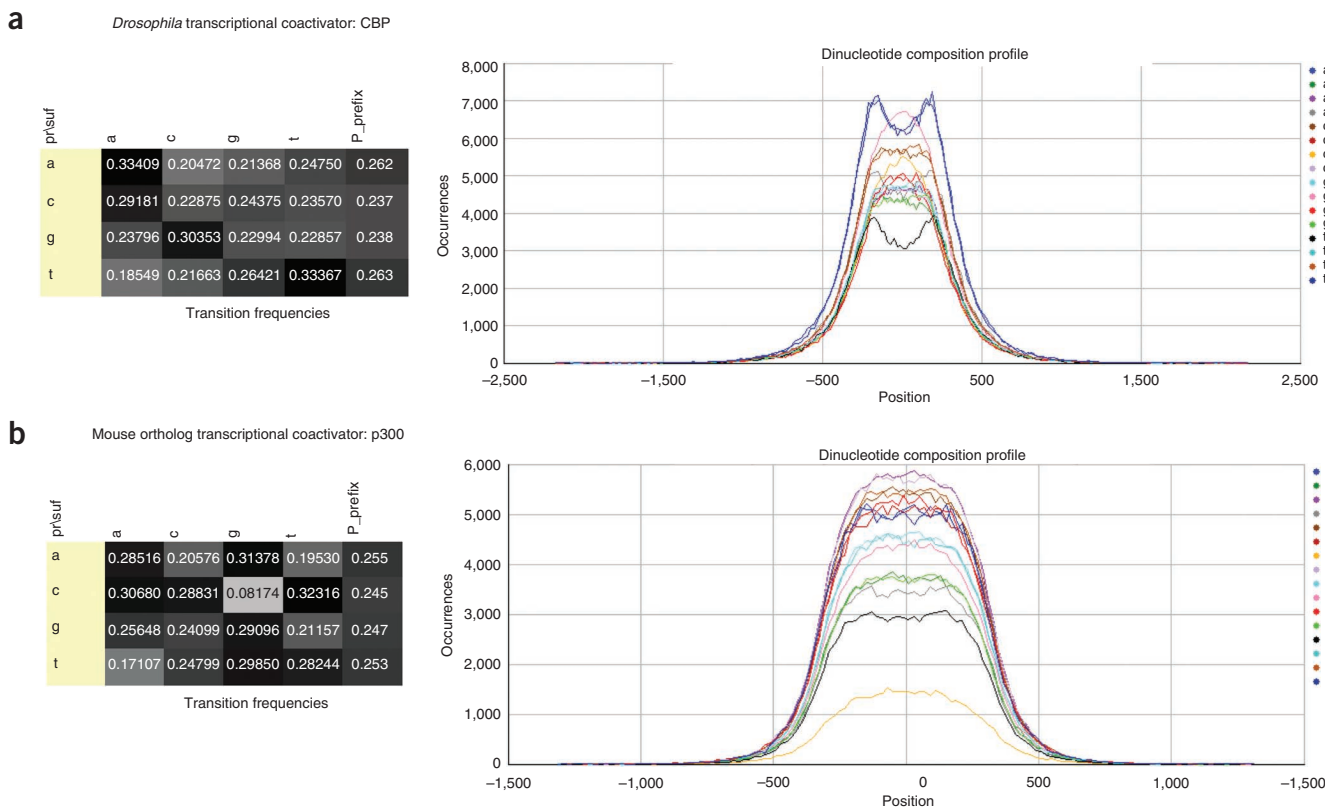 a
Drosophila transcriptional coactivator: CBP
pr\suf a c g t P_prefix
a 0.33409 0.20472 0.21368 0.24750 0.262
c 0.29181 0.22875 0.24375 0.23570 0.237
g 0.23796 0.30353 0.22994 0.22857 0.238
t 0.18549 0.21663 0.26421 0.33367 0.263
Transition frequencies
Dinucleotide composition profile
Occurrences
8,000
7,000
6,000
5,000
4,000
3,000
2,000
1,000
0
–2,500 –1,500 –500 500 1,500 2,500
Position
b
Mouse ortholog transcriptional coactivator: p300
pr\suf a c g t P_prefix
a 0.28516 0.20576 0.31378 0.19530 0.255
c 0.30680 0.28831 0.08174 0.32316 0.245
g 0.25648 0.24099 0.29096 0.21157 0.247
t 0.17107 0.24799 0.29850 0.28244 0.253
Transition frequencies
Dinucleotide composition profile
Occurrences
6,000
5,000
4,000
3,000
2,000
1,000
0
–1,500 –1,000 –500 0 500 1,000 –1,500
Position